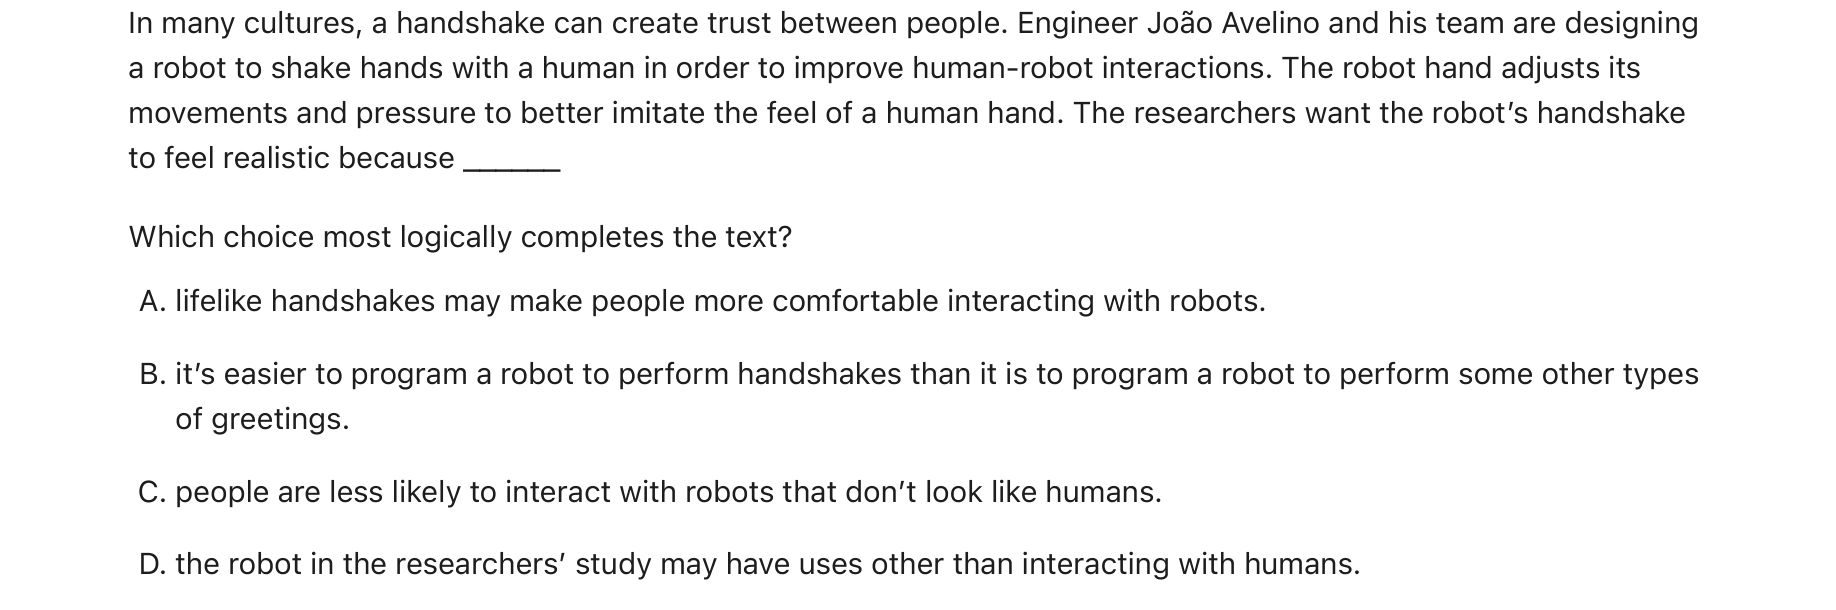 In many cultures, a handshake can create trust between people. Engineer João Avelino and his team are designing
a robot to shake hands with a human in order to improve human-robot interactions. The robot hand adjusts its
movements and pressure to better imitate the feel of a human hand. The researchers want the robot’s handshake
to feel realistic because ______
Which choice most logically completes the text?
A. lifelike handshakes may make people more comfortable interacting with robots.
B. it’s easier to program a robot to perform handshakes than it is to program a robot to perform some other types
of greetings.
C. people are less likely to interact with robots that don’t look like humans.
D. the robot in the researchers’ study may have uses other than interacting with humans.